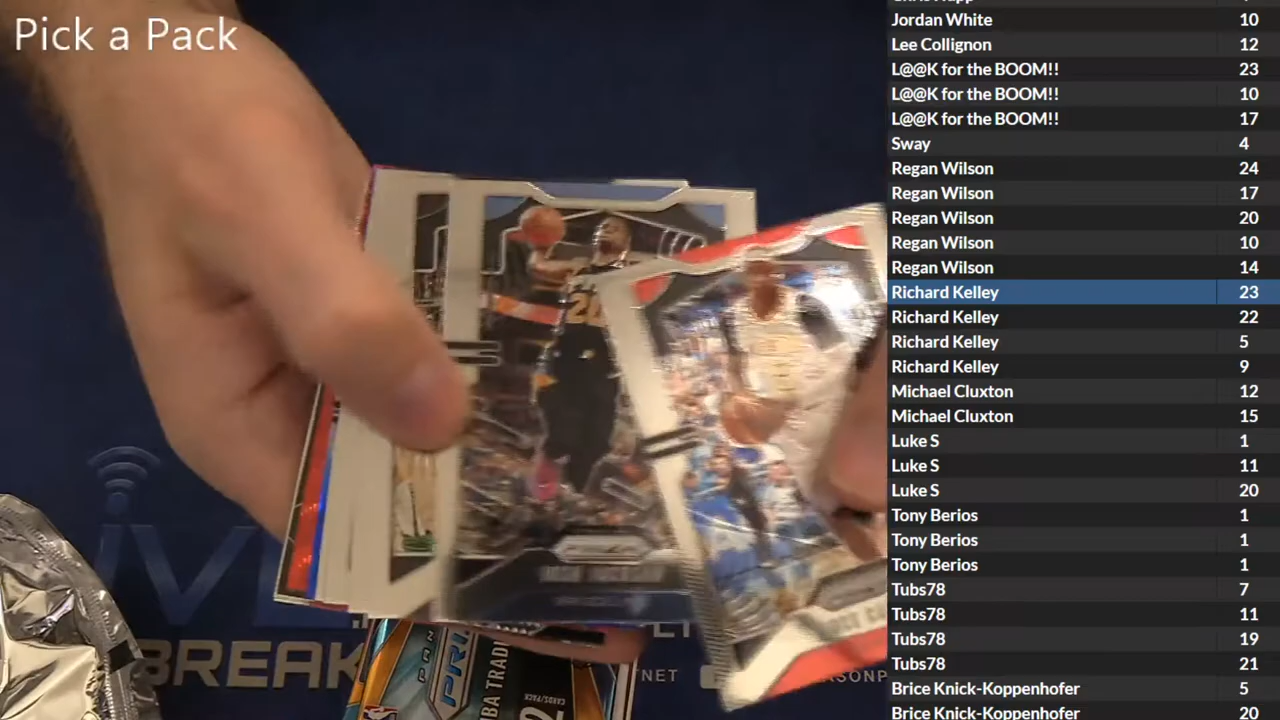 Pick a Pack
Jordan White 10
Lee Collignon 12
L@@K for the BOOM!! 23
L@@K for the BOOM!! 10
L@@K for the BOOM!! 17
Sway 4
Regan Wilson 24
Regan Wilson 17
Regan Wilson 20
Regan Wilson 10
Regan Wilson 14
Richard Kelley 23
Richard Kelley 22
Richard Kelley 5
Richard Kelley 9
Michael Cluxton 12
Michael Cluxton 15
Luke S 1
Luke S 11
Luke S 20
Tony Berios 1
Tony Berios 1
Tony Berios 1
Tubs78 7
Tubs78 11
Tubs78 19
Tubs78 21
Brice Knick-Koppenhofer 5
Brice Knick-Koppenhofer 20
BREAK